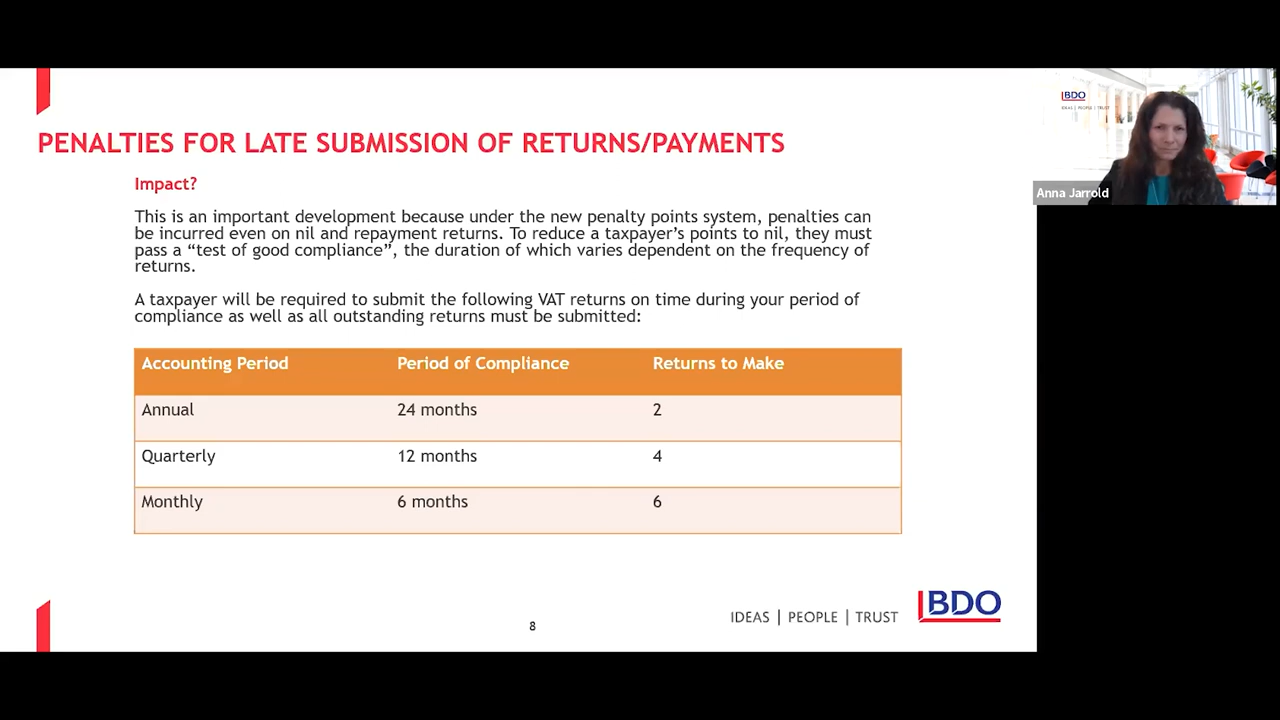 PENALTIES FOR LATE SUBMISSION OF RETURNS/PAYMENTS
Impact?
This is an important development because under the new penalty points system, penalties can
be incurred even on nil and repayment returns. To reduce a taxpayer's points to nil, they must
pass a “test of good compliance”, the duration of which varies dependent on the frequency of
returns.
A taxpayer will be required to submit the following VAT returns on time during your period of
compliance as well as all outstanding returns must be submitted:
Accounting Period Period of Compliance Returns to Make
Annual 24 months 2
Quarterly 12 months 4
Monthly 6 months 6
8
IDEAS | PEOPLE | TRUST
BDO
BDO
IDEAS | PEOPLE | TRUST
Anna Jarrold